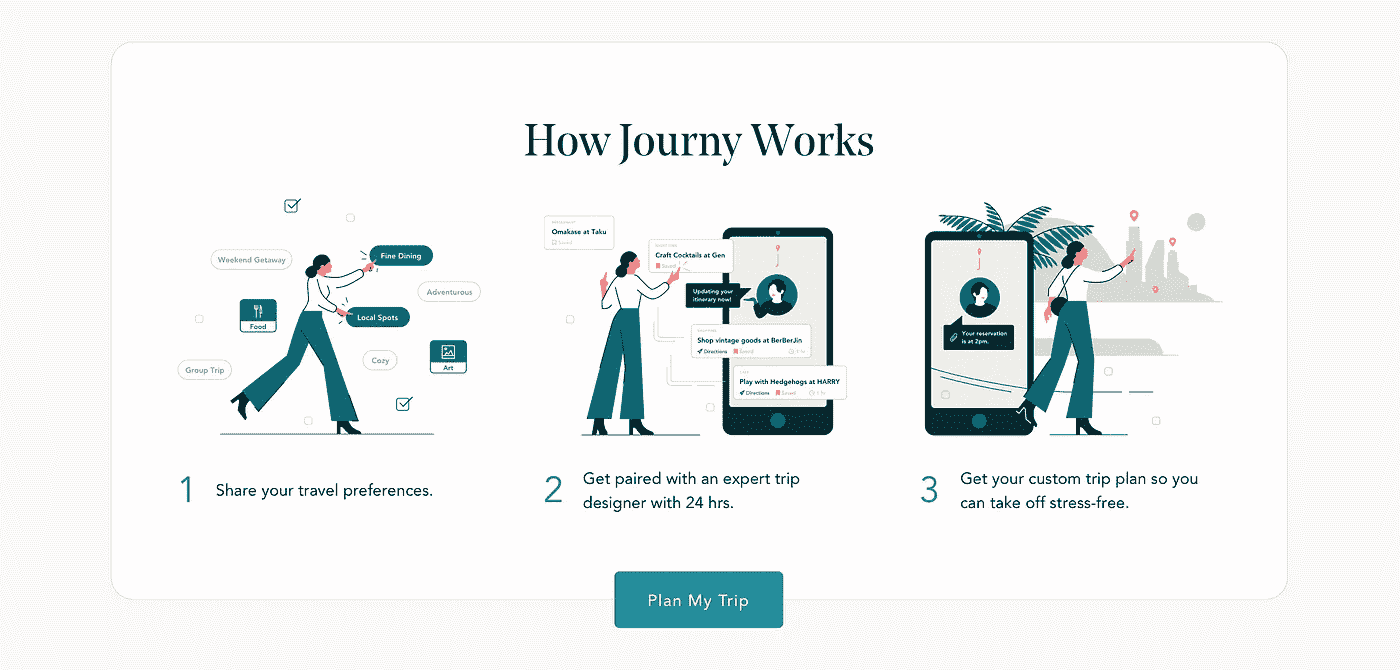 How Journy Works
Weekend Getaway
Fine Dining
Adventurous
Food
Local Spots
Cozy
Art
Group Trip
Omakase at Taku
Saved
Craft Cocktails at Gen
Saved
Updating your
itinerary now!
Shop vintage goods at BerBerJin
Directions Saved
Play with Hedgehogs at HARRY
Directions Saved
Your reservation
is at 2pm.
1 Share your travel preferences.
2 Get paired with an expert trip
designer with 24 hrs.
3 Get your custom trip plan so you
can take off stress-free.
Plan My Trip